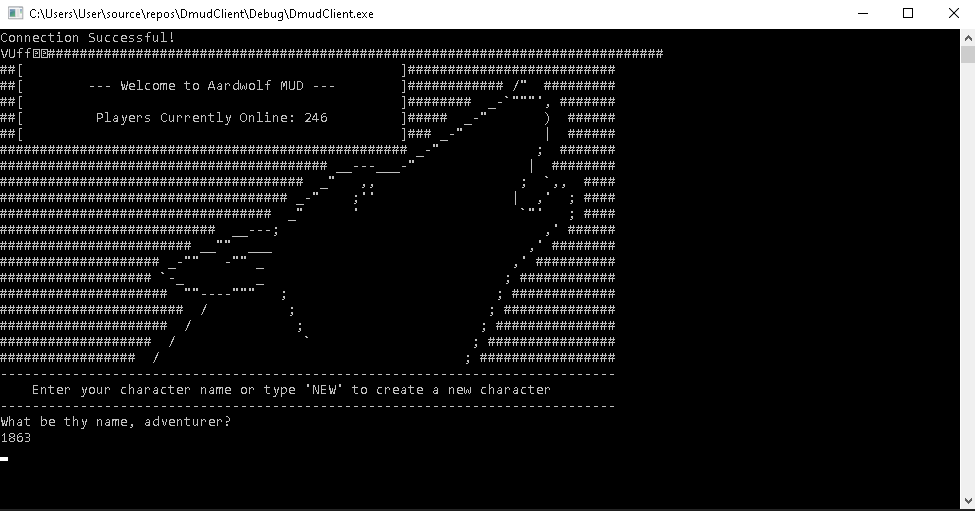 C:\Users\User\source\repos\DmudClient\Debug\DmudClient.exe
Connection Successful!
VUff
--- Welcome to Aardwolf MUD ---
Players Currently Online: 246
Enter your character name or type 'NEW' to create a new character
What be thy name, adventurer?
1863